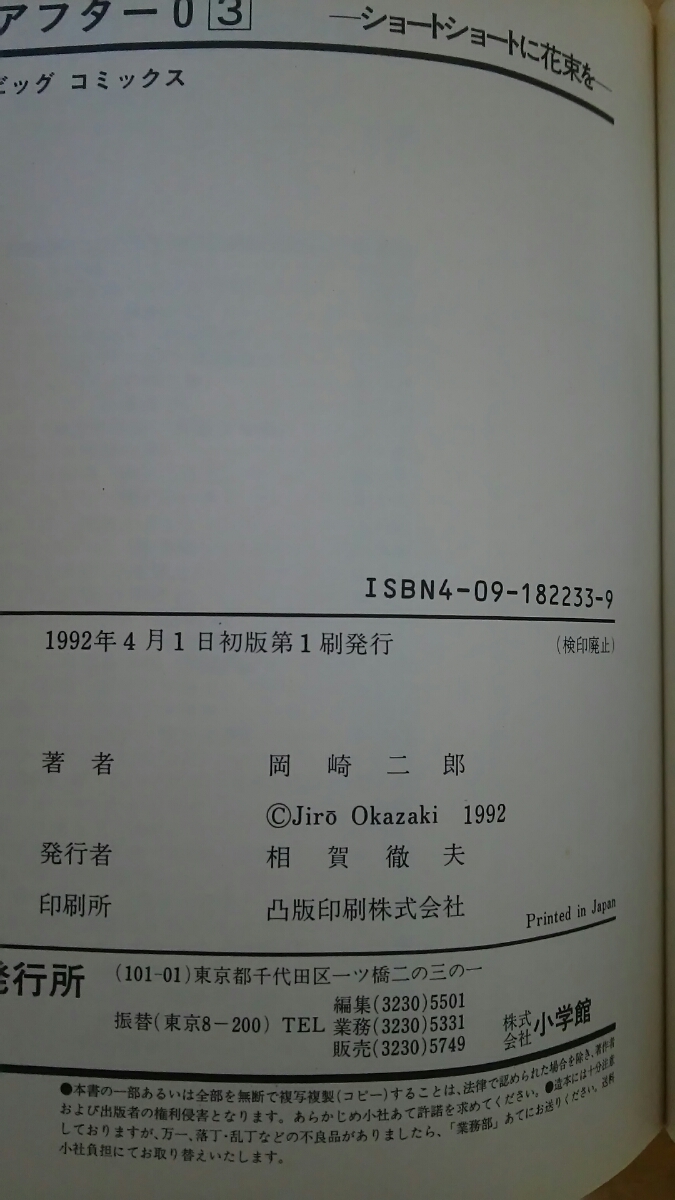 アフター0 3
―ショートショートに花束を―
ビッグ コミックス
ISBN4-09-182233-9
1992年4月1日初版第1刷発行
(検印廃止)
著者 岡崎二郎
©Jirō Okazaki 1992
発行者 相賀徹夫
印刷所 凸版印刷株式会社
Printed in Japan
発行所 (101-01)東京都千代田区一ツ橋二の三の一
編集(3230)5501
振替(東京8-200) TEL 業務(3230)5331
販売(3230)5749
株式会社 小学館
●本書の一部あるいは全部を無断で複写複製(コピー)することは、法律で認められた場合を除き、著作者
および出版者の権利侵害となります。あらかじめ小社あて許諾を求めてください。●造本には十分注意
しておりますが、万一、落丁・乱丁などの不良品がありましたら、「業務部」あてにお送りください。送料
小社負担にてお取り替えいたします。